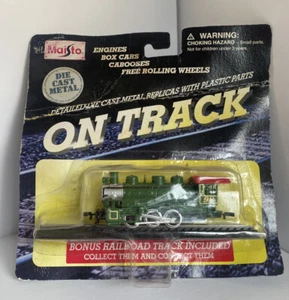 Maisto
ENGINES
BOX CARS
CABOOSES
FREE ROLLING WHEELS
DIE CAST
METAL
WARNING:
CHOKING HAZARD - Small parts.
Not for children under 3 years.
DETAILED DIE CAST METAL REPLICAS WITH PLASTIC PARTS
ON TRACK
BONUS RAILROAD TRACK INCLUDED
COLLECT THEM AND CONNECT THEM